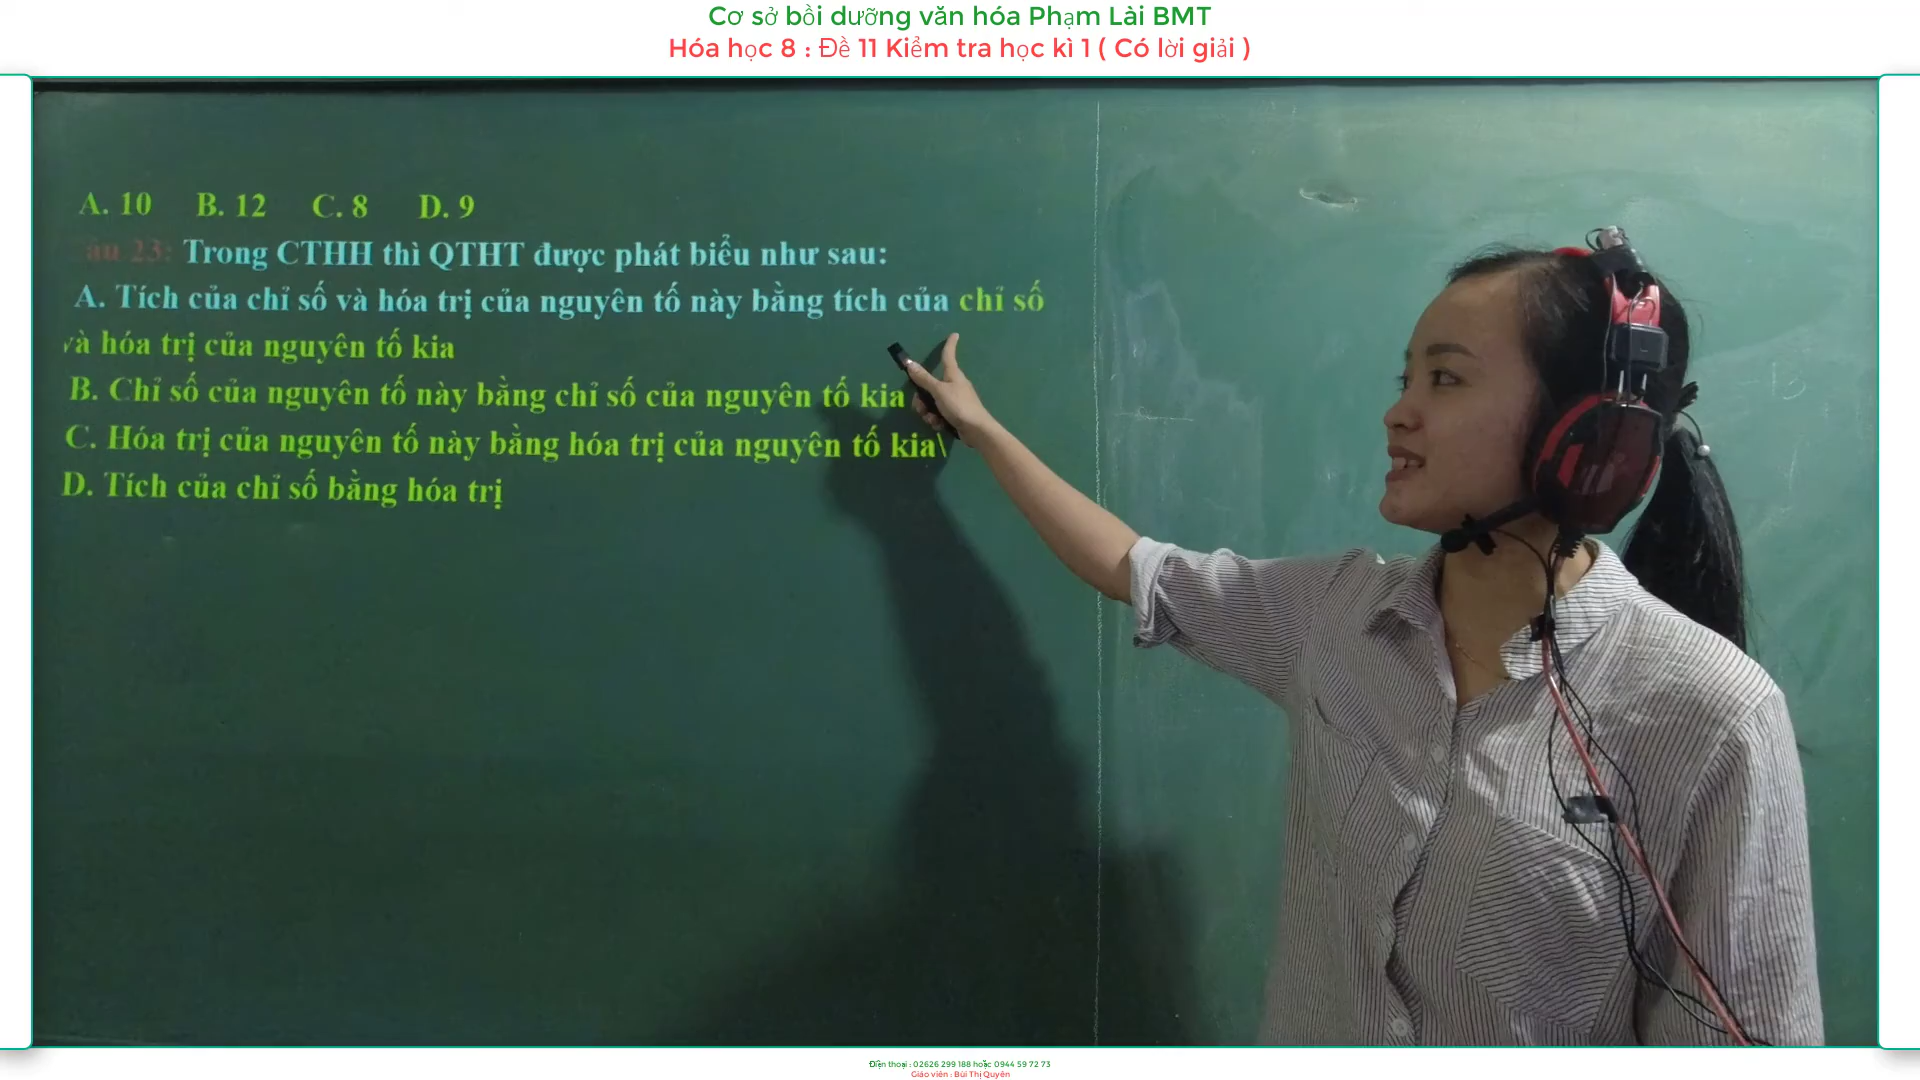 Cơ sở bồi dưỡng văn hóa Phạm Lài BMT
Hóa học 8 : Đề 11 Kiểm tra học kì 1 ( Có lời giải )
A. 10 B. 12 C. 8 D. 9
âu 23: Trong CTHH thì QTHT được phát biểu như sau:
A. Tích của chỉ số và hóa trị của nguyên tố này bằng tích của chỉ số
và hóa trị của nguyên tố kia
B. Chỉ số của nguyên tố này bằng chỉ số của nguyên tố kia
C. Hóa trị của nguyên tố này bằng hóa trị của nguyên tố kia\
D. Tích của chỉ số bằng hóa trị
Điện thoại : 02626 299 188 hoặc 0944 59 72 73
Giáo viên : Bùi Thị Quyên